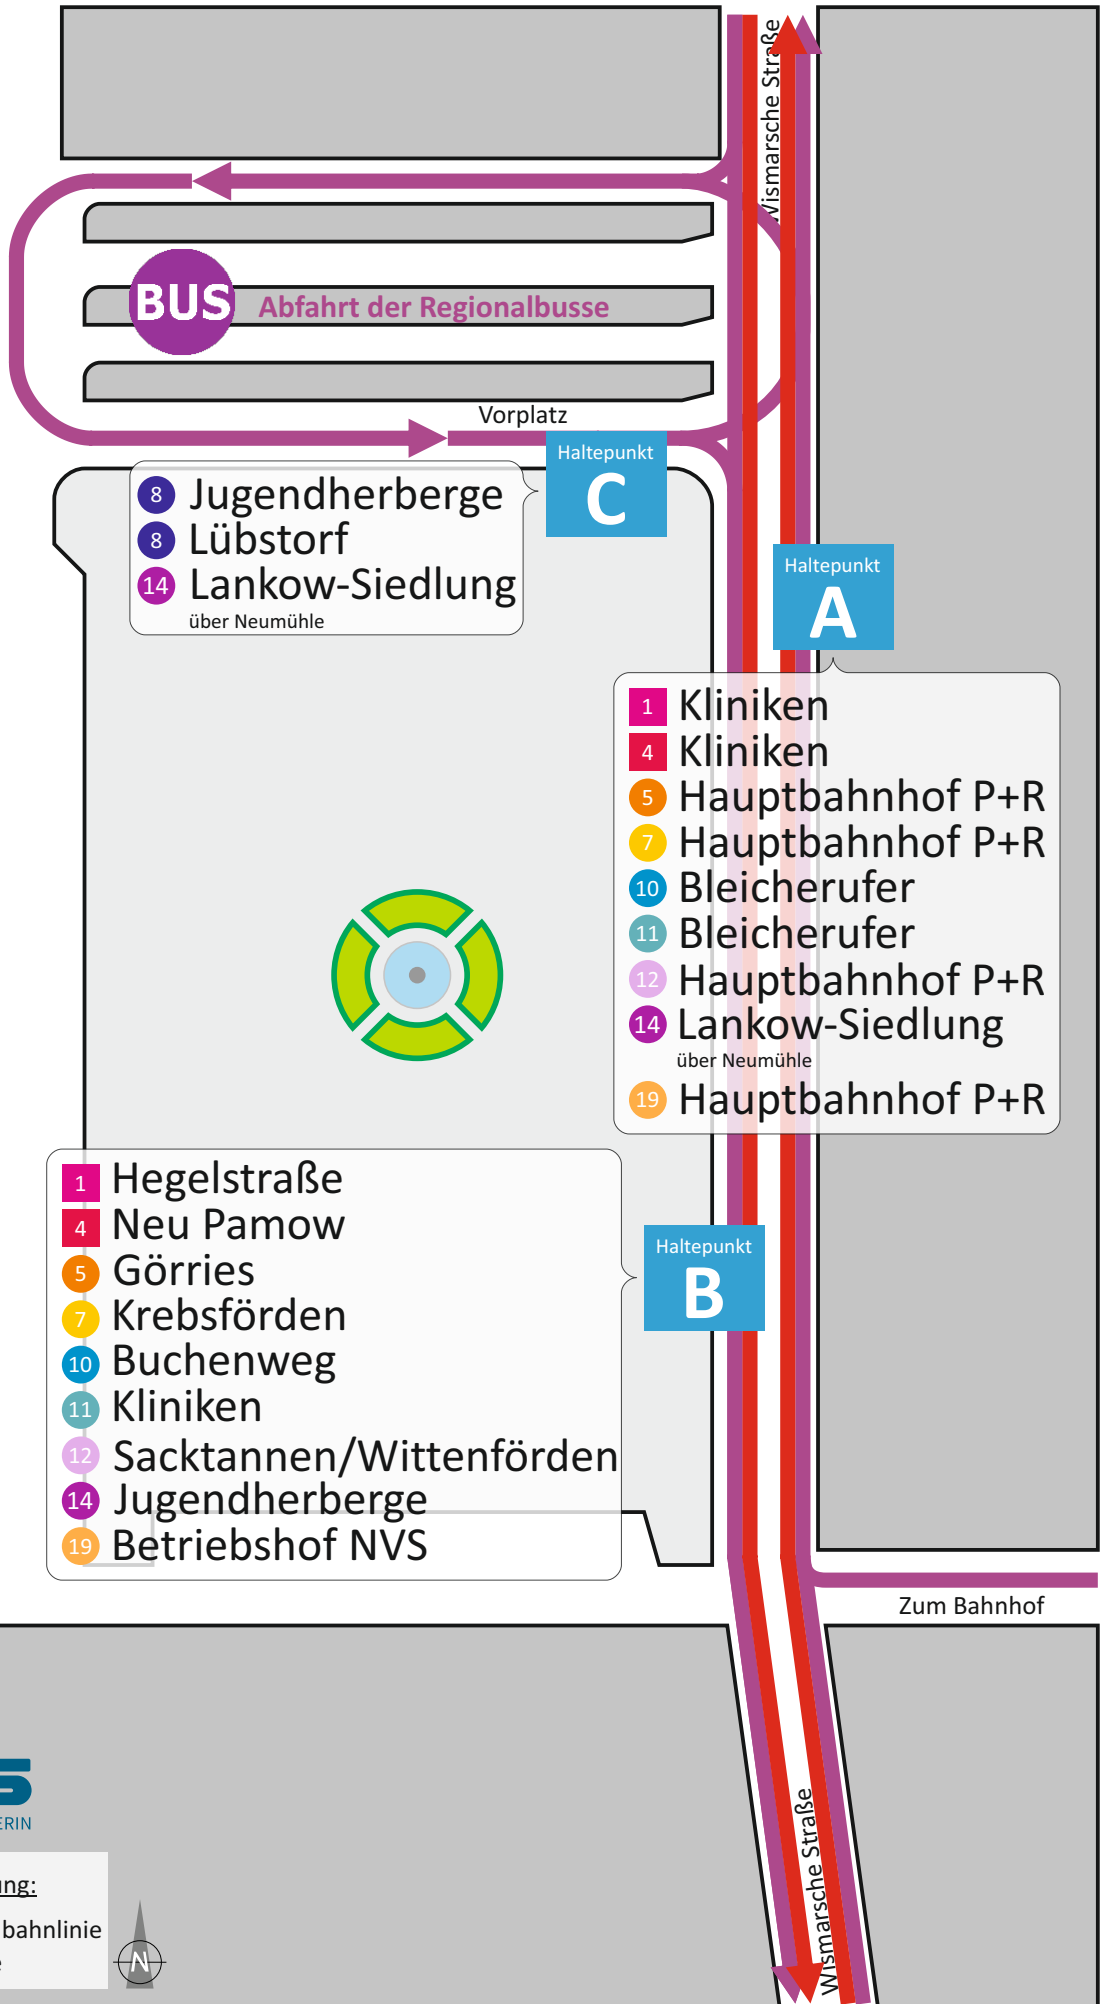 Wismarsche Straße
BUS
Abfahrt der Regionalbusse
Vorplatz
Haltepunkt
C
8 Jugendherberge
8 Lübstorf
14 Lankow-Siedlung
über Neumühle
Haltepunkt
A
1 Kliniken
4 Kliniken
5 Hauptbahnhof P+R
7 Hauptbahnhof P+R
10 Bleicherufer
11 Bleicherufer
12 Hauptbahnhof P+R
14 Lankow-Siedlung
über Neumühle
19 Hauptbahnhof P+R
Haltepunkt
B
1 Hegelstraße
4 Neu Pamow
5 Görries
7 Krebsförden
10 Buchenweg
11 Kliniken
12 Sacktannen/Wittenförden
14 Jugendherberge
19 Betriebshof NVS
Zum Bahnhof
Wismarsche Straße
S
ERIN
ung:
bahnlinie
e
N